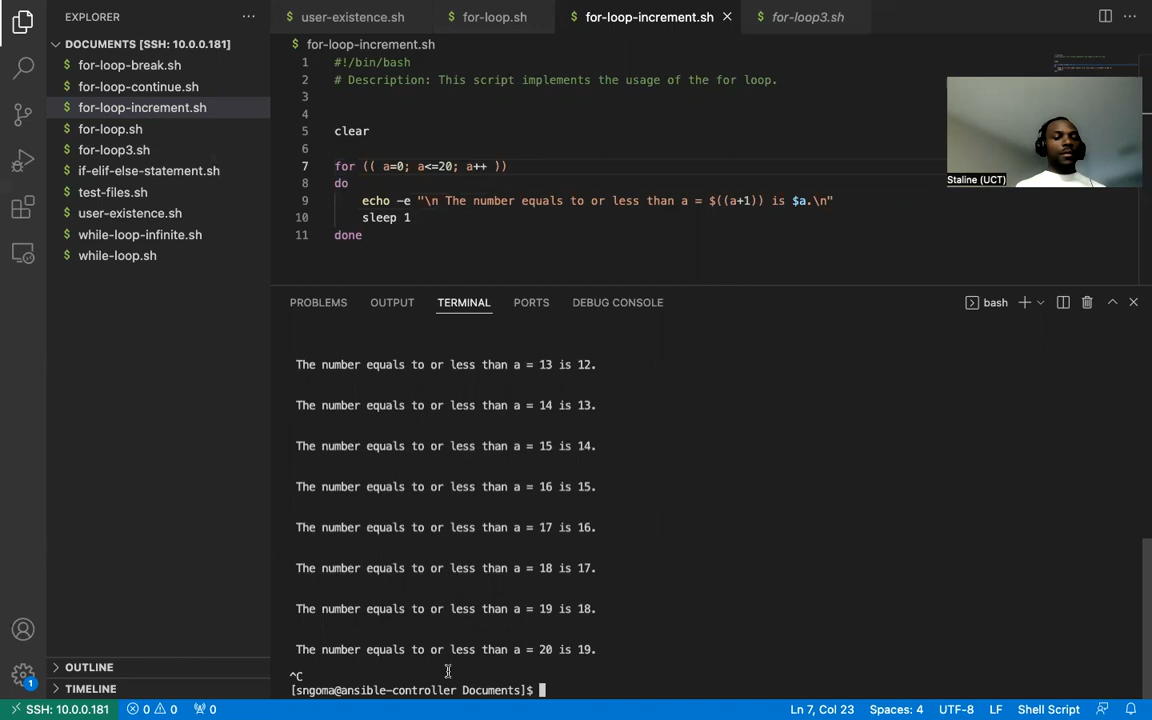 EXPLORER
DOCUMENTS [SSH: 10.0.0.181]
$ for-loop-break.sh
$ for-loop-continue.sh
$ for-loop-increment.sh
$ for-loop.sh
$ for-loop3.sh
$ if-elif-else-statement.sh
$ test-files.sh
$ user-existence.sh
$ while-loop-infinite.sh
$ while-loop.sh
OUTLINE
TIMELINE
$ user-existence.sh $ for-loop.sh $ for-loop-increment.sh $ for-loop3.sh
$ for-loop-increment.sh
1 #!/bin/bash
2 # Description: This script implements the usage of the for loop.
3
4
5 clear
6
7 for (( a=0; a<=20; a++ ))
8 do
9 echo -e "\n The number equals to or less than a = $((a+1)) is $a.\n"
10 sleep 1
11 done
Staline (UCT)
PROBLEMS OUTPUT TERMINAL PORTS DEBUG CONSOLE bash
The number equals to or less than a = 13 is 12.
The number equals to or less than a = 14 is 13.
The number equals to or less than a = 15 is 14.
The number equals to or less than a = 16 is 15.
The number equals to or less than a = 17 is 16.
The number equals to or less than a = 18 is 17.
The number equals to or less than a = 19 is 18.
The number equals to or less than a = 20 is 19.
^C
[sngoma@ansible-controller Documents]$
1
SSH: 10.0.0.181 0 0 0 Ln 7, Col 23 Spaces: 4 UTF-8 LF Shell Script